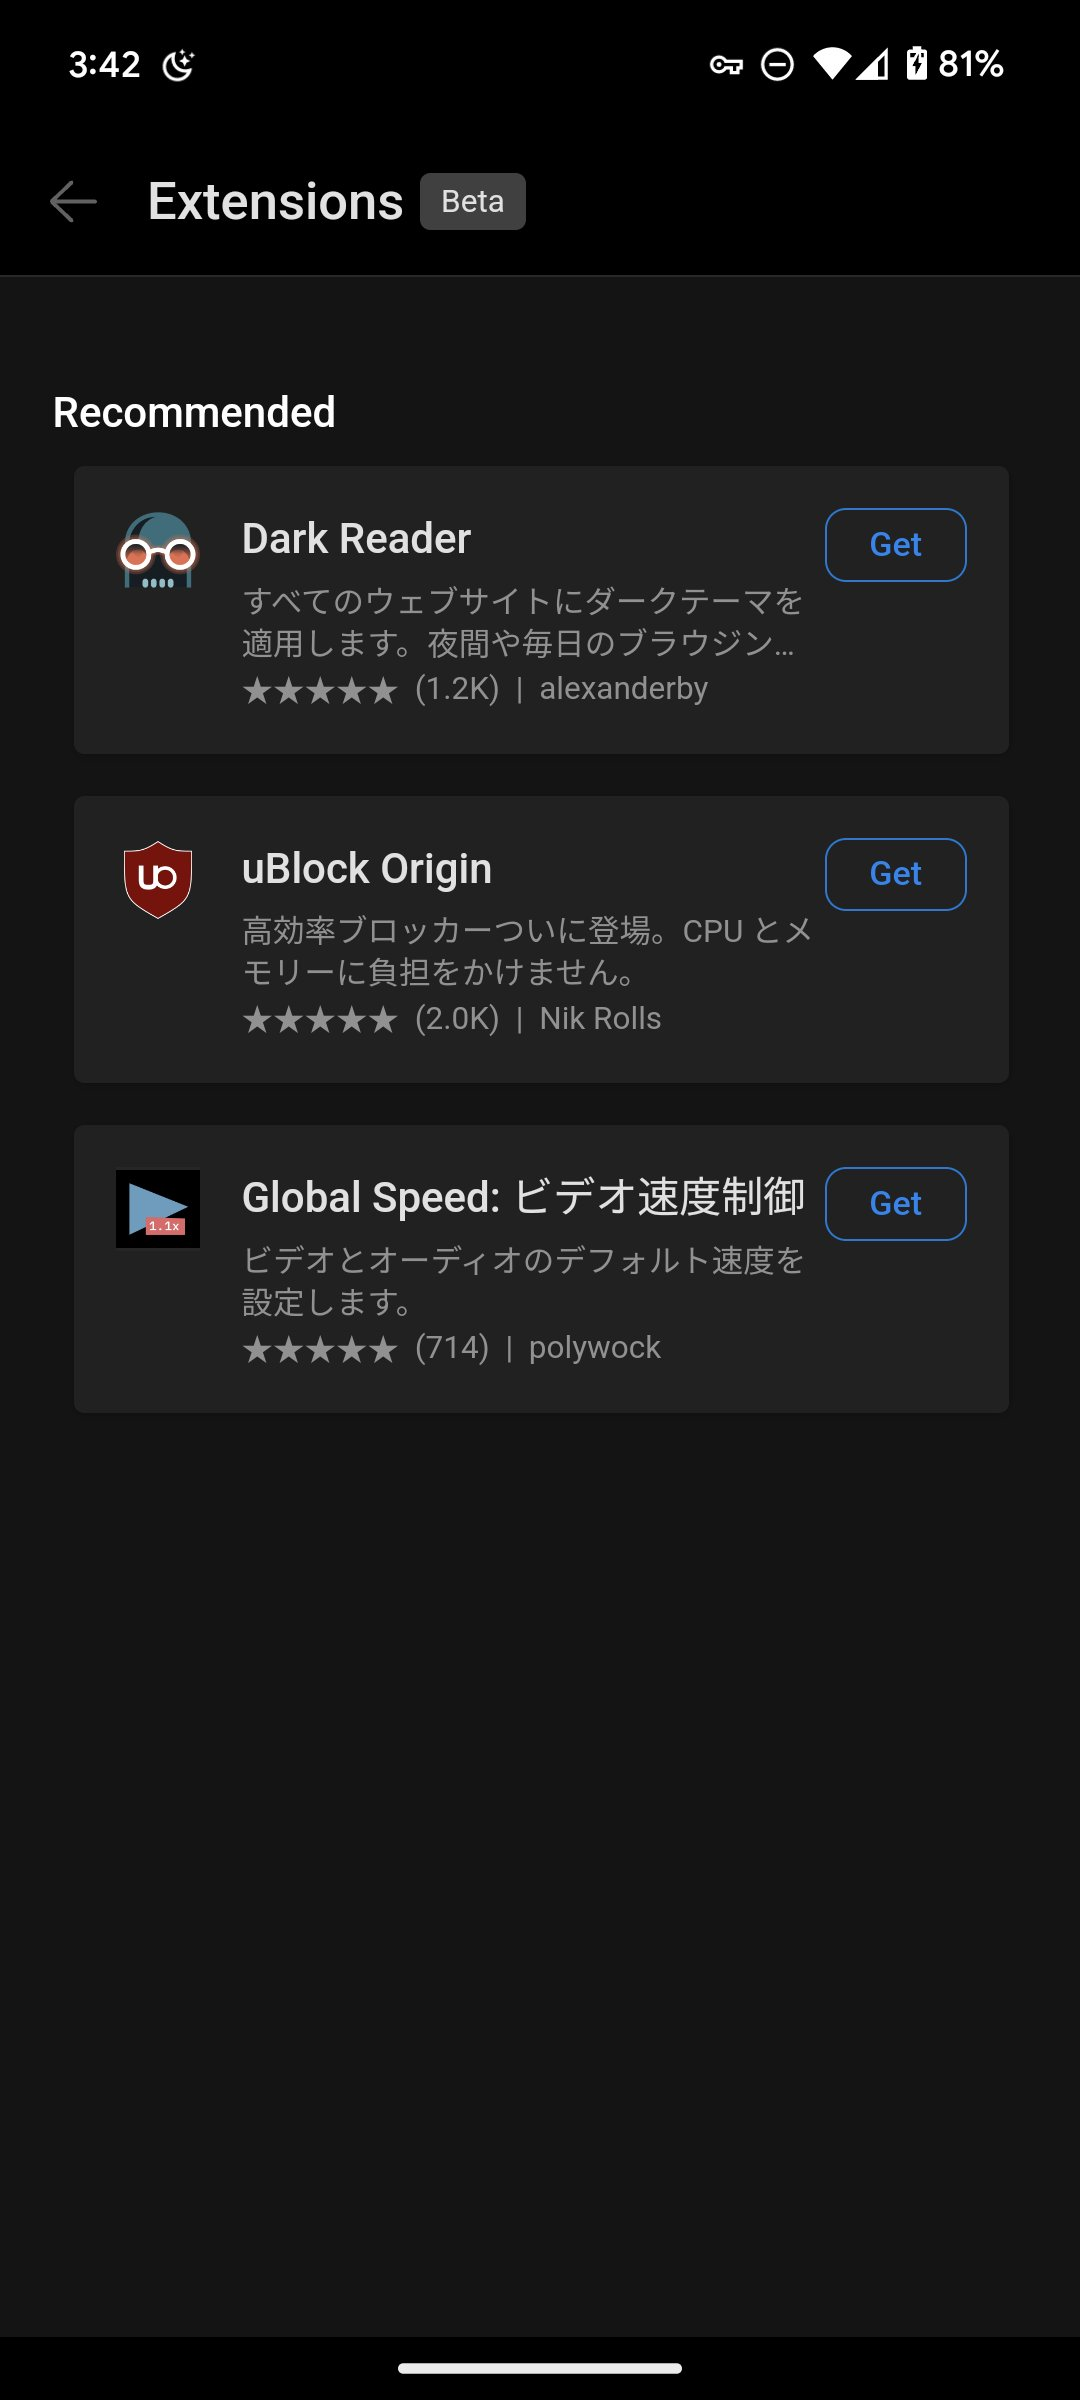 3:42 81%
Extensions Beta
Recommended
Dark Reader
Get
すべてのウェブサイトにダークテーマを
適用します。夜間や毎日のブラウジン...
★★★★★ (1.2K) | alexanderby
uBlock Origin
Get
高効率ブロッカーついに登場。CPU とメ
モリーに負担をかけません。
★★★★★ (2.0K) | Nik Rolls
Global Speed: ビデオ速度制御
Get
1.1x
ビデオとオーディオのデフォルト速度を
設定します。
★★★★★ (714) | polywock